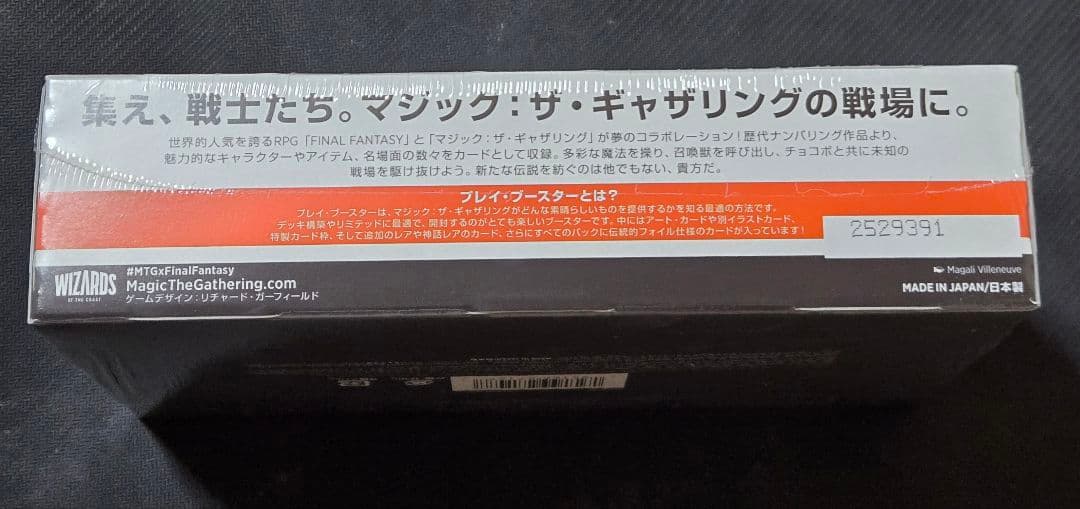 集え、戦士たち。マジック：ザ・ギャザリングの戦場に。
世界的人気を誇るRPG「FINAL FANTASY」と「マジック：ザ・ギャザリング」が夢のコラボレーション！歴代ナンバリング作品より、
魅力的なキャラクターやアイテム、名場面の数々をカードとして収録。多彩な魔法を操り、召喚獣を呼び出し、チョコボと共に未知の
戦場を駆け抜けよう。新たな伝説を紡ぐのは他でもない、貴方だ。
プレイ・ブースターとは？
プレイ・ブースターは、マジック：ザ・ギャザリングがどんな素晴らしいものを提供するかを知る最適の方法です。
デッキ構築やリミテッドに最適で、開封するのがとても楽しいブースターです。中にはアート・カードや別イラストカード、
特製カード枠、そして追加のレアや神話レアのカード、さらにすべてのパックに伝統的フォイル仕様のカードが入っています！
2529391
WIZARDS
OF THE COAST
#MTGxFinalFantasy
MagicTheGathering.com
ゲームデザイン：リチャード・ガーフィールド
Magali Villeneuve
MADE IN JAPAN/日本製